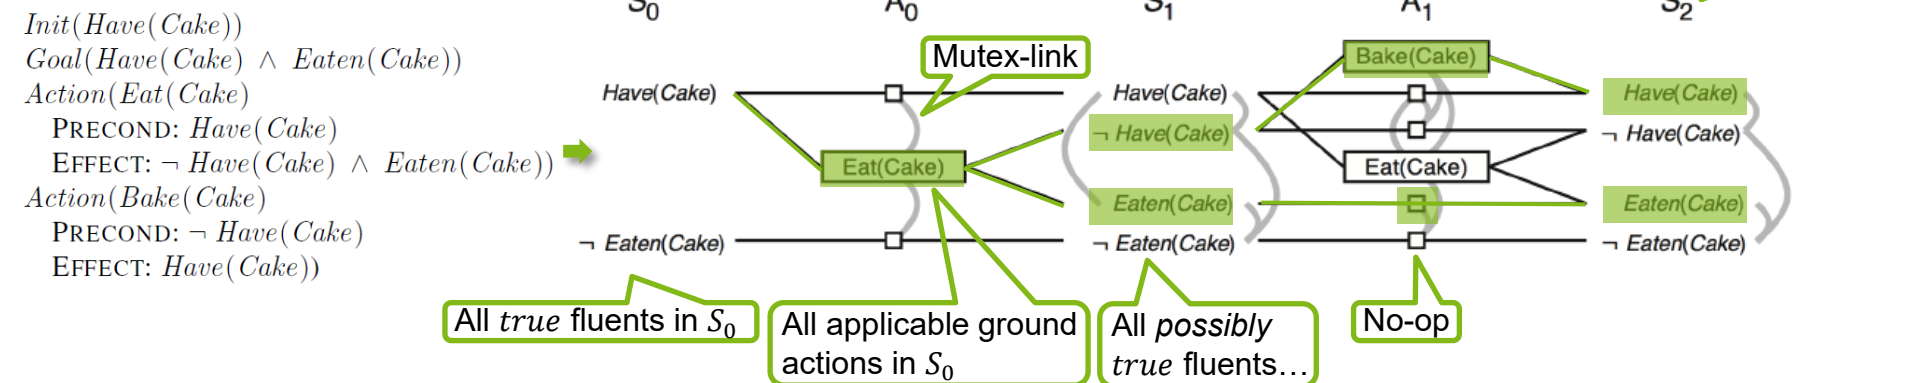 S₀ A₀ S₁ A₁ S₂
Init(Have(Cake))
Goal(Have(Cake) ∧ Eaten(Cake))
Action(Eat(Cake)
PRECOND: Have(Cake)
EFFECT: ¬ Have(Cake) ∧ Eaten(Cake))
Action(Bake(Cake)
PRECOND: ¬ Have(Cake)
EFFECT: Have(Cake))
Mutex-link
Bake(Cake)
Have(Cake) Have(Cake) Have(Cake)
¬ Have(Cake) ¬ Have(Cake)
Eat(Cake) Eat(Cake)
Eaten(Cake) Eaten(Cake)
¬ Eaten(Cake) ¬ Eaten(Cake) ¬ Eaten(Cake)
All true fluents in S₀
All applicable ground
actions in S₀
All possibly
true fluents…
No-op